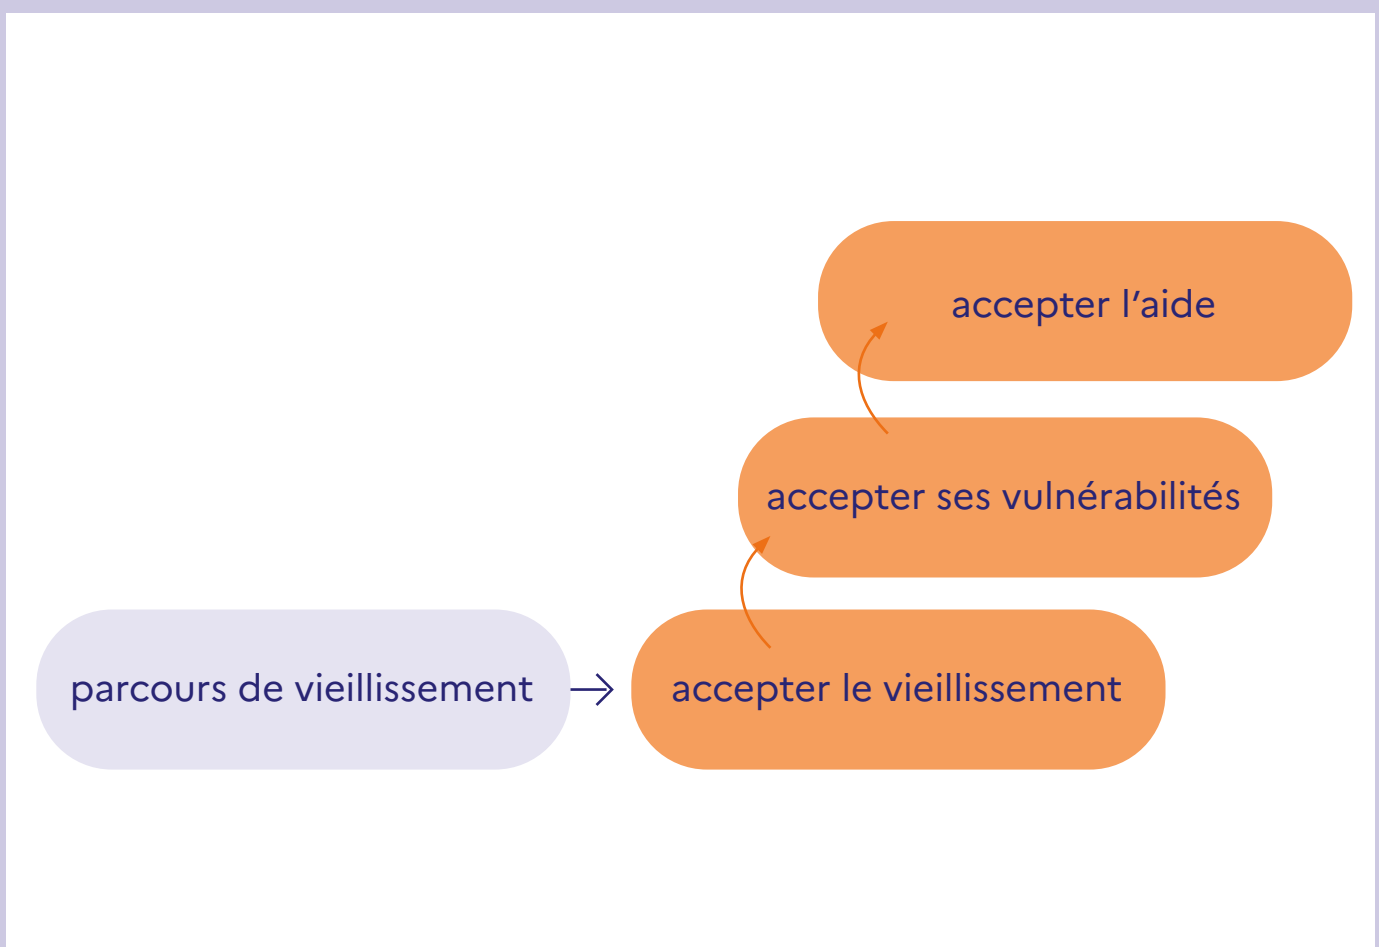 accepter l’aide
accepter ses vulnérabilités
parcours de vieillissement
accepter le vieillissement